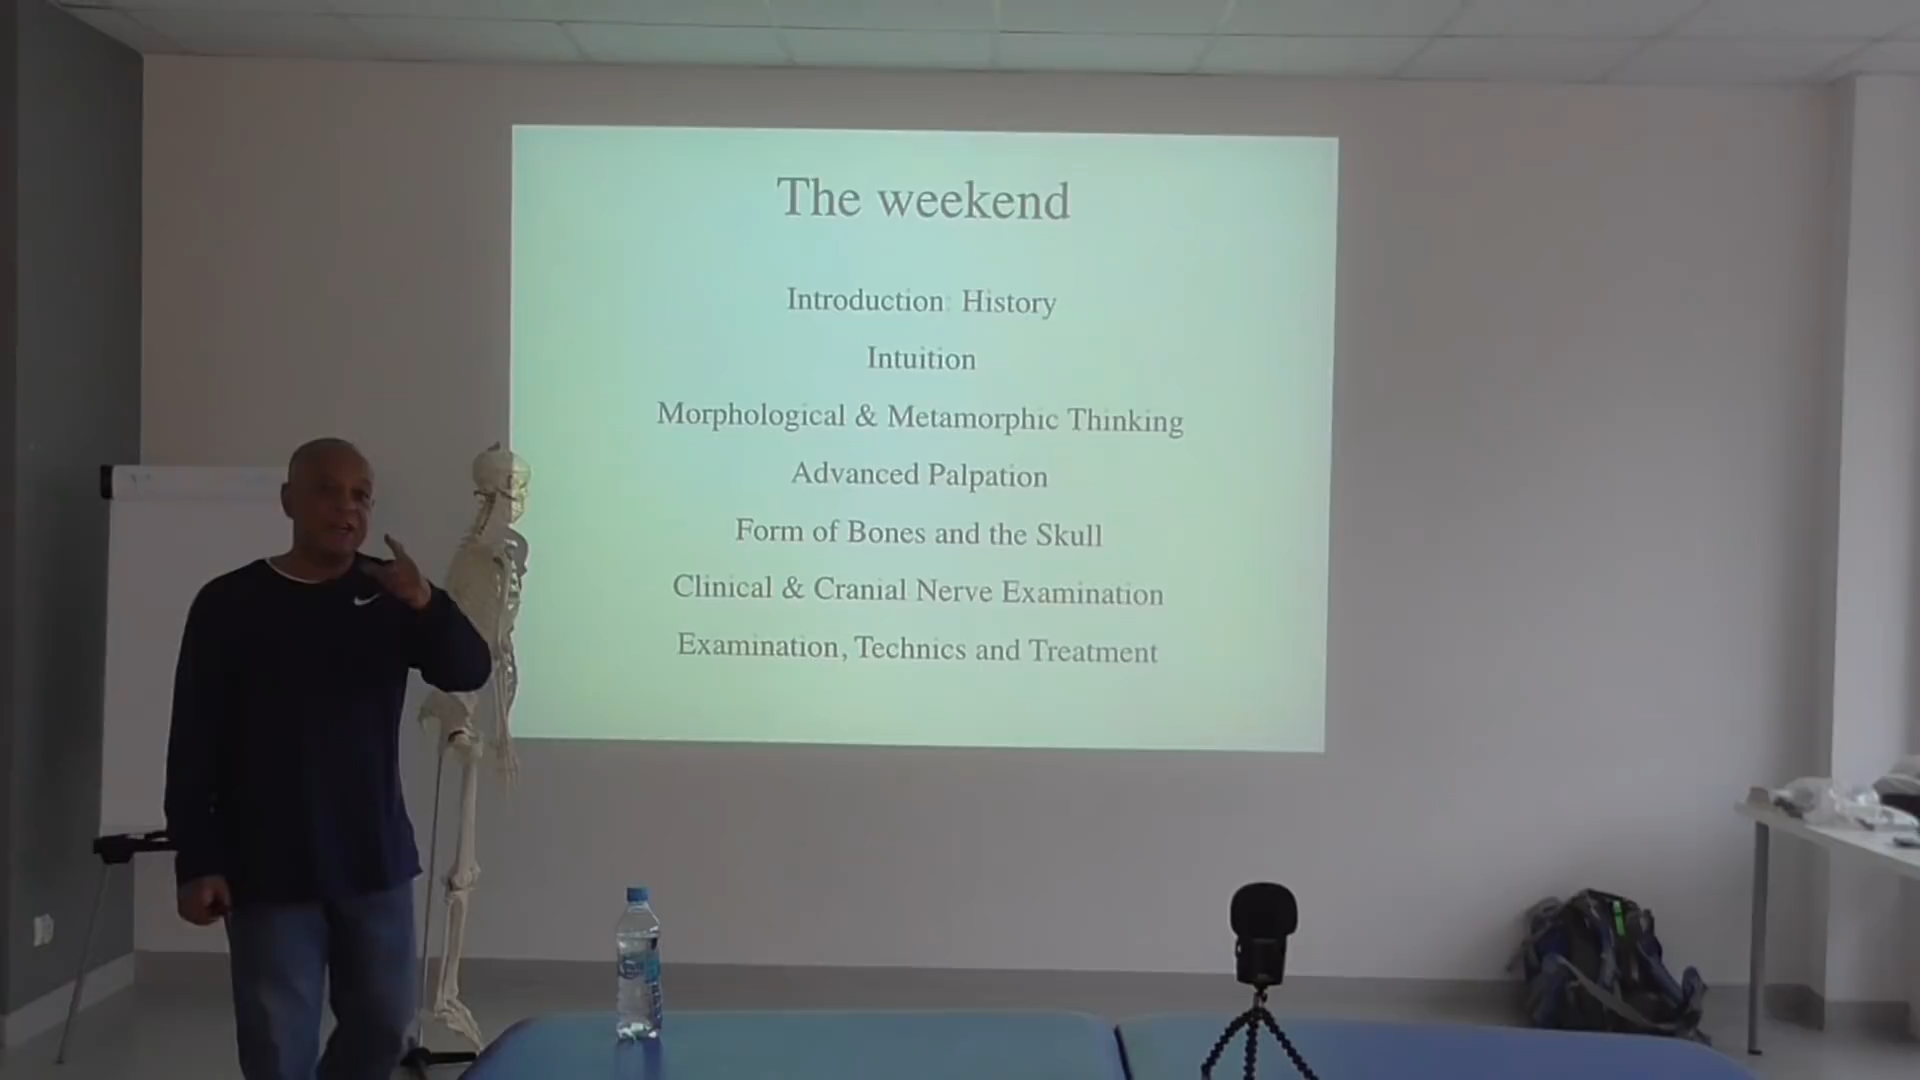 The weekend
Introduction: History
Intuition
Morphological & Metamorphic Thinking
Advanced Palpation
Form of Bones and the Skull
Clinical & Cranial Nerve Examination
Examination, Technics and Treatment